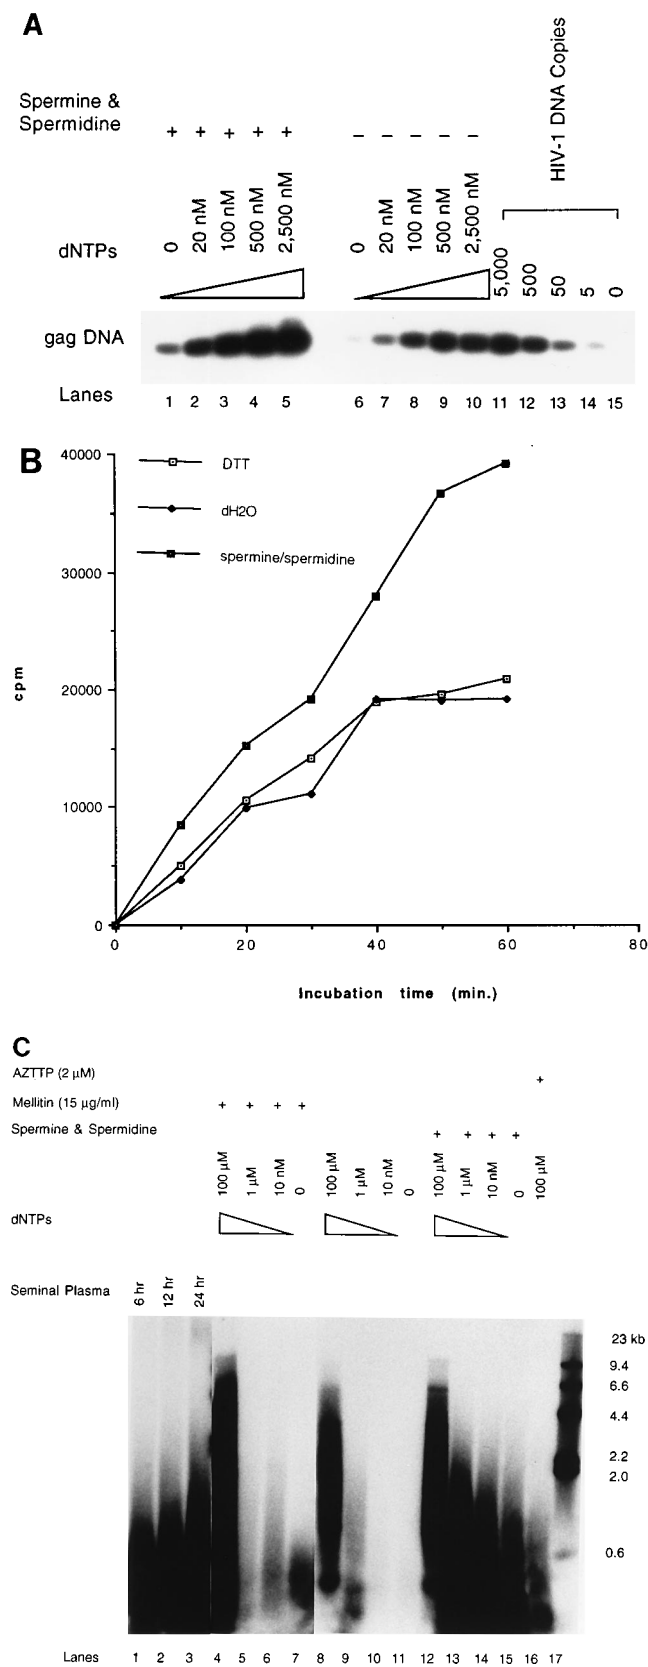 A
Spermine &
Spermidine
+ + + + +
– – – – –
HIV-1 DNA Copies
dNTPs
0 20 nM 100 nM 500 nM 2,500 nM
0 20 nM 100 nM 500 nM 2,500 nM
5,000 500 50 5 0
gag DNA
Lanes
1 2 3 4 5 6 7 8 9 10 11 12 13 14 15
B
40000
30000
20000
10000
0
DTT
dH2O
spermine/spermidine
cpm
0 20 40 60 80
Incubation time (min.)
C
AZTTP (2 µM)
+
Mellitin (15 µg/ml)
+ + + +
Spermine & Spermidine
+ + + +
dNTPs
100 µM 1 µM 10 nM 0
100 µM 1 µM 10 nM 0
100 µM 1 µM 10 nM 0 100 µM
Seminal Plasma
6 hr 12 hr 24 hr
23 kb
9.4
6.6
4.4
2.2
2.0
0.6
Lanes
1 2 3 4 5 6 7 8 9 10 11 12 13 14 15 16 17